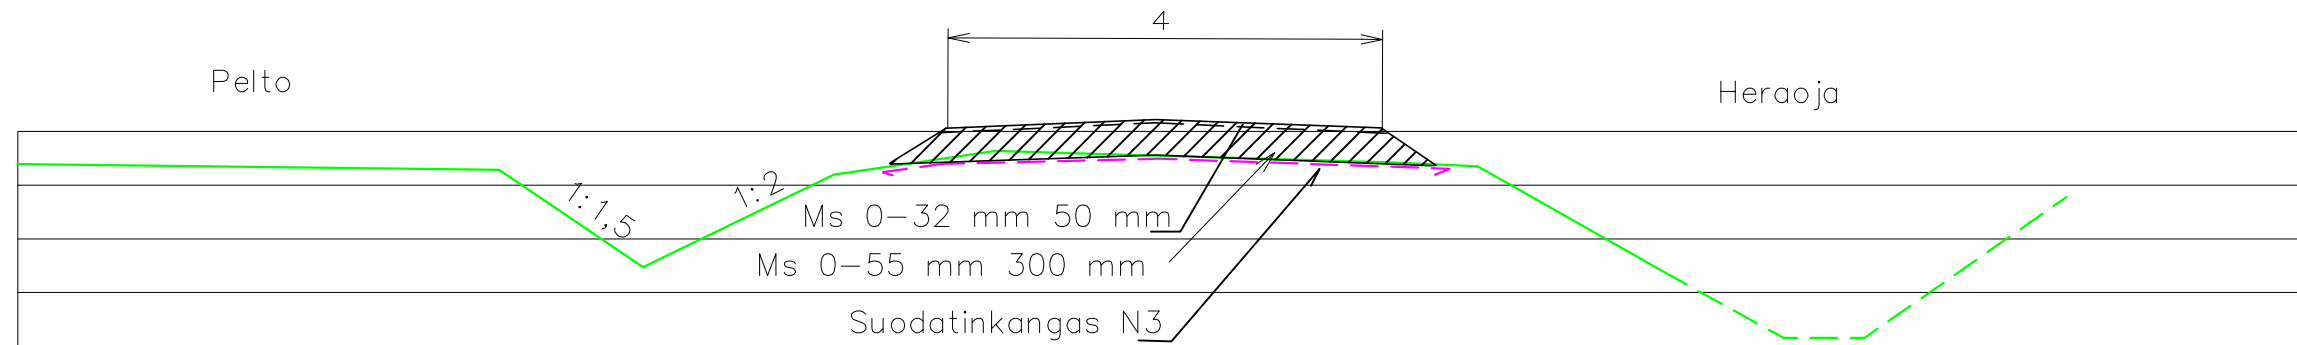 4
Pelto
Heraoja
1:1,5
1:2
Ms 0-32 mm 50 mm
Ms 0-55 mm 300 mm
Suodatinkangas N3